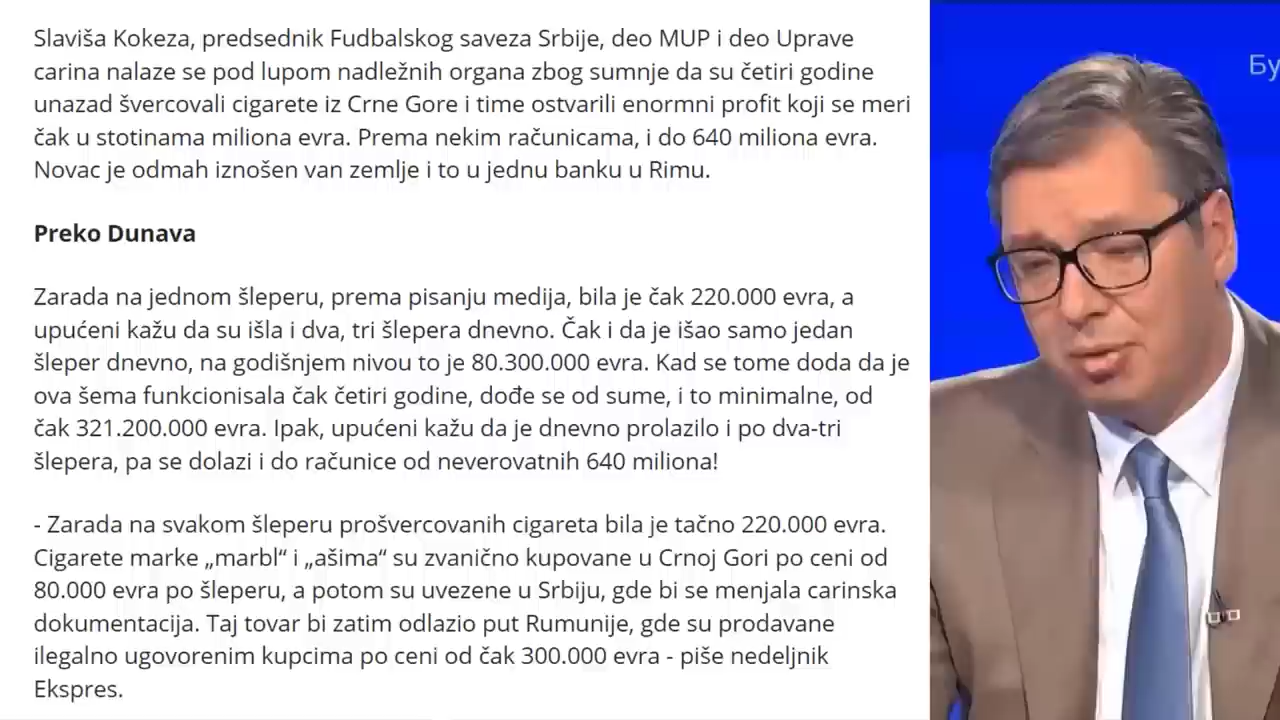 Slaviša Kokeza, predsednik Fudbalskog saveza Srbije, deo MUP i deo Uprave
carina nalaze se pod lupom nadležnih organa zbog sumnje da su četiri godine
unazad švercovali cigarete iz Crne Gore i time ostvarili enormni profit koji se meri
čak u stotinama miliona evra. Prema nekim računicama, i do 640 miliona evra.
Novac je odmah iznošen van zemlje i to u jednu banku u Rimu.
Preko Dunava
Zarada na jednom šleperu, prema pisanju medija, bila je čak 220.000 evra, a
upućeni kažu da su išla i dva, tri šlepera dnevno. Čak i da je išao samo jedan
šleper dnevno, na godišnjem nivou to je 80.300.000 evra. Kad se tome doda da je
ova šema funkcionisala čak četiri godine, dođe se od sume, i to minimalne, od
čak 321.200.000 evra. Ipak, upućeni kažu da je dnevno prolazilo i po dva-tri
šlepera, pa se dolazi i do računice od neverovatnih 640 miliona!
- Zarada na svakom šleperu prošvercovanih cigareta bila je tačno 220.000 evra.
Cigarete marke „marbl“ i „ašima“ su zvanično kupovane u Crnoj Gori po ceni od
80.000 evra po šleperu, a potom su uvezene u Srbiju, gde bi se menjala carinska
dokumentacija. Taj tovar bi zatim odlazio put Rumunije, gde su prodavane
ilegalno ugovorenim kupcima po ceni od čak 300.000 evra - piše nedeljnik
Ekspres.
Бу